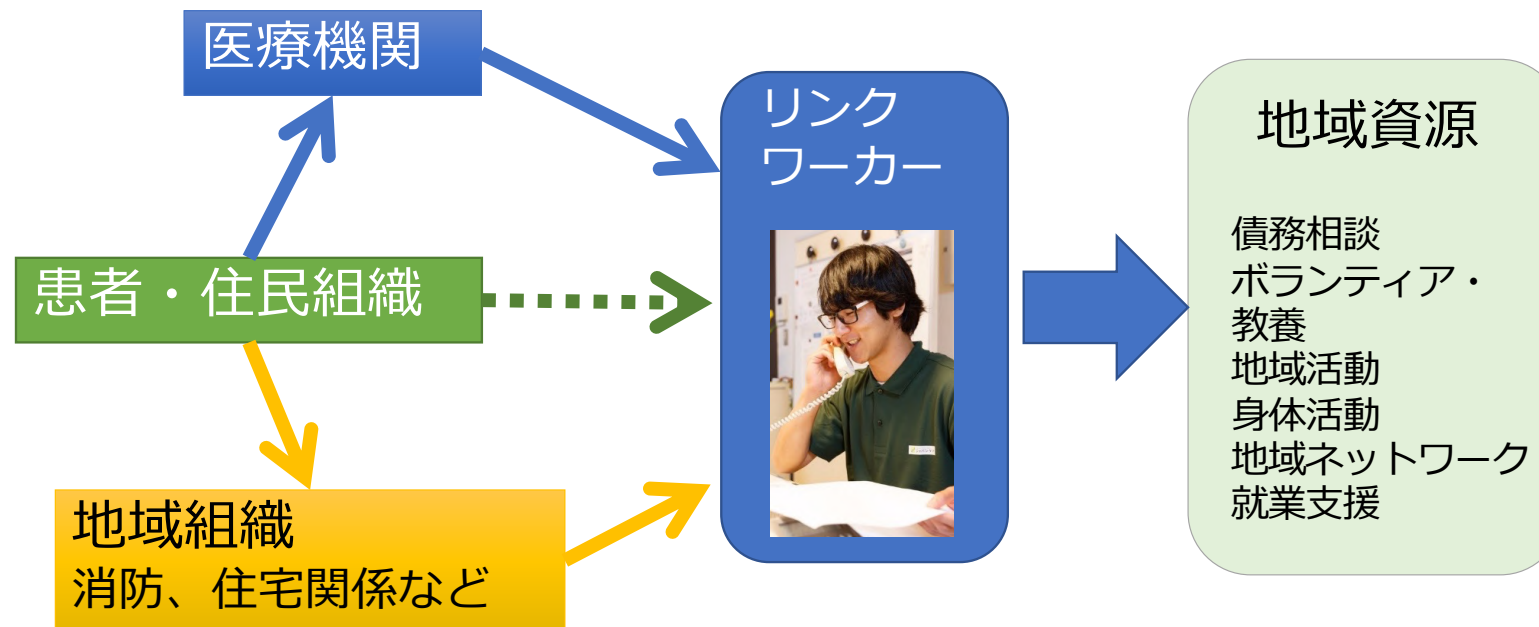 医療機関
患者・住民組織
地域組織
消防、住宅関係など
リンク
ワーカー
地域資源
債務相談
ボランティア・
教養
地域活動
身体活動
地域ネットワーク
就業支援